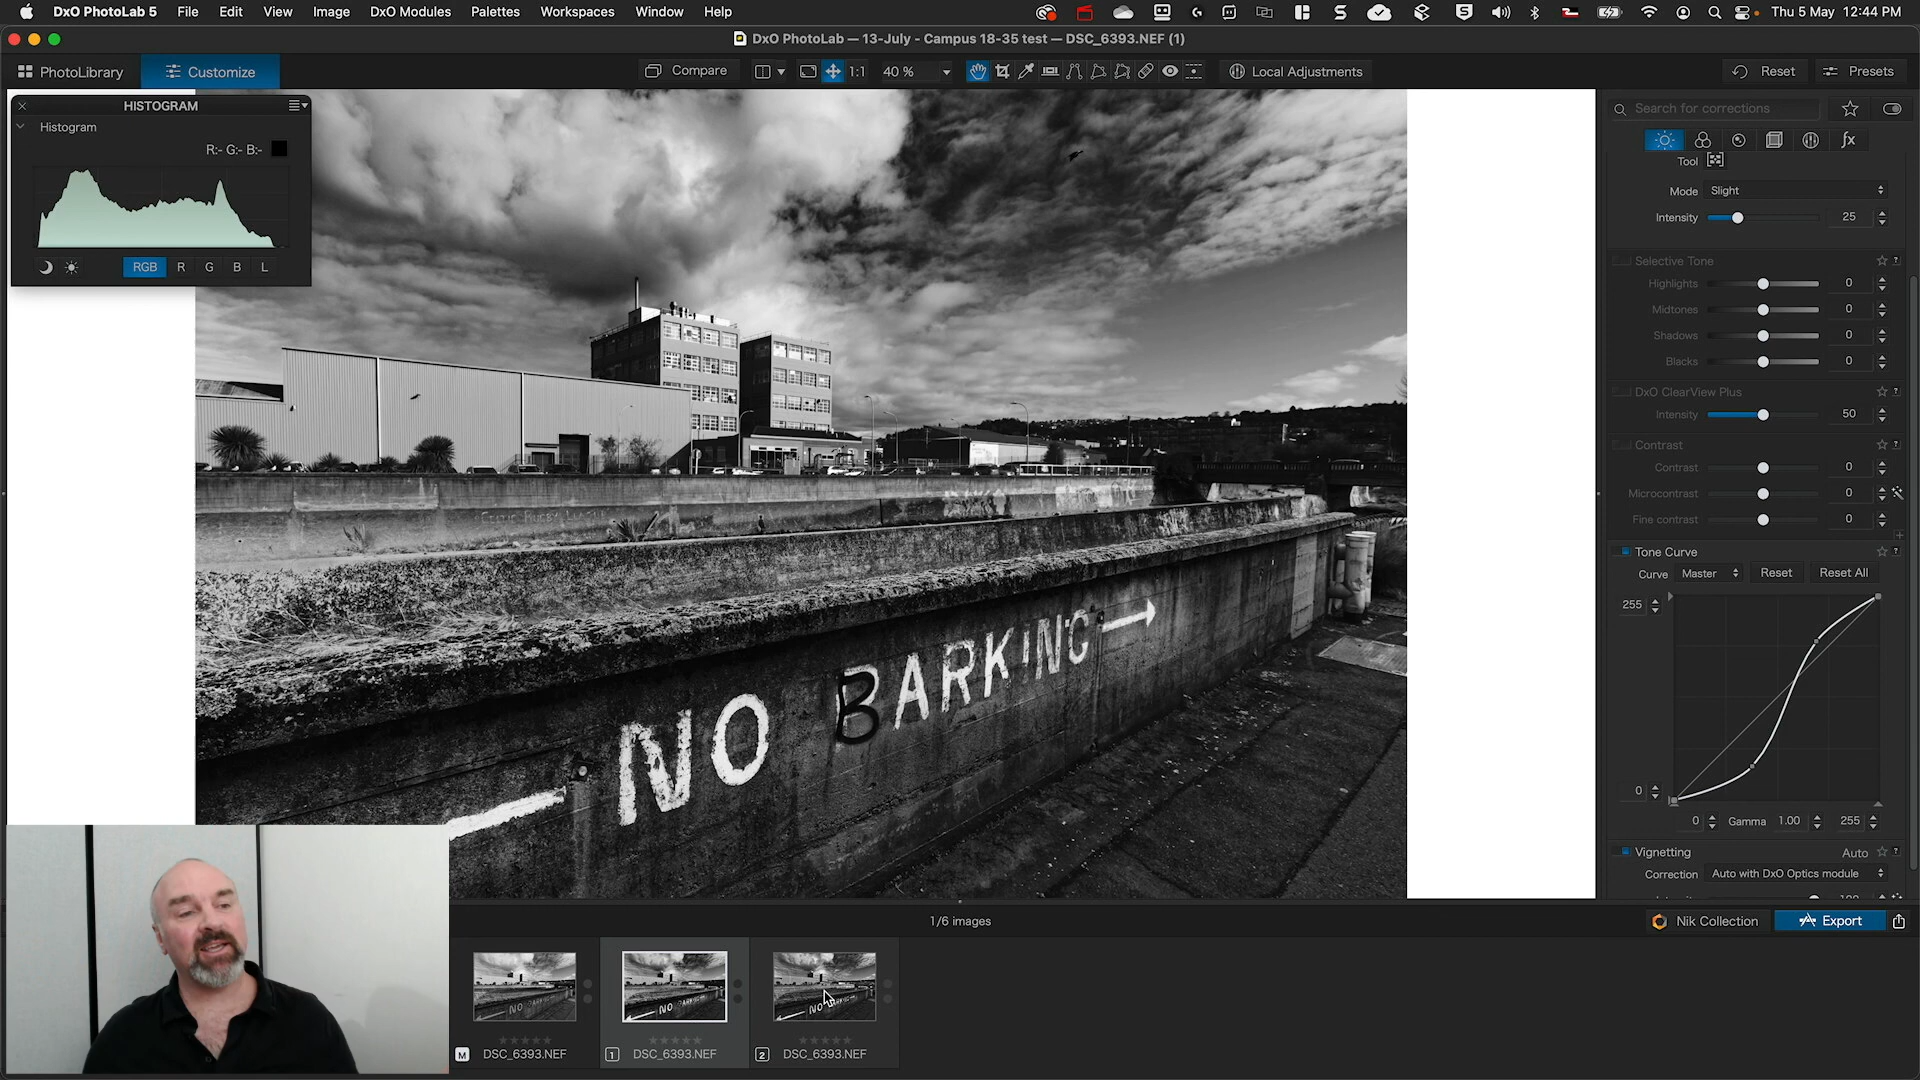 DxO PhotoLab 5 File Edit View Image DxO Modules Palettes Workspaces Window Help Thu 5 May 12:44 PM
DxO PhotoLab — 13-July - Campus 18-35 test — DSC_6393.NEF (1)
PhotoLibrary Customize Compare 1:1 40 % Local Adjustments Reset Presets
HISTOGRAM
Histogram
R:- G:- B:-
RGB R G B L
Search for corrections
fx
Tool
Mode Slight
Intensity 25
Selective Tone
Highlights 0
Midtones 0
Shadows 0
Blacks 0
DxO ClearView Plus
Intensity 50
Contrast
Contrast 0
Microcontrast 0
Fine contrast 0
Tone Curve
Curve Master Reset Reset All
255
0
0 Gamma 1.00 255
Vignetting Auto
Correction Auto with DxO Optics module
NO BARKING
1/6 images
Nik Collection Export
M DSC_6393.NEF
1 DSC_6393.NEF
2 DSC_6393.NEF